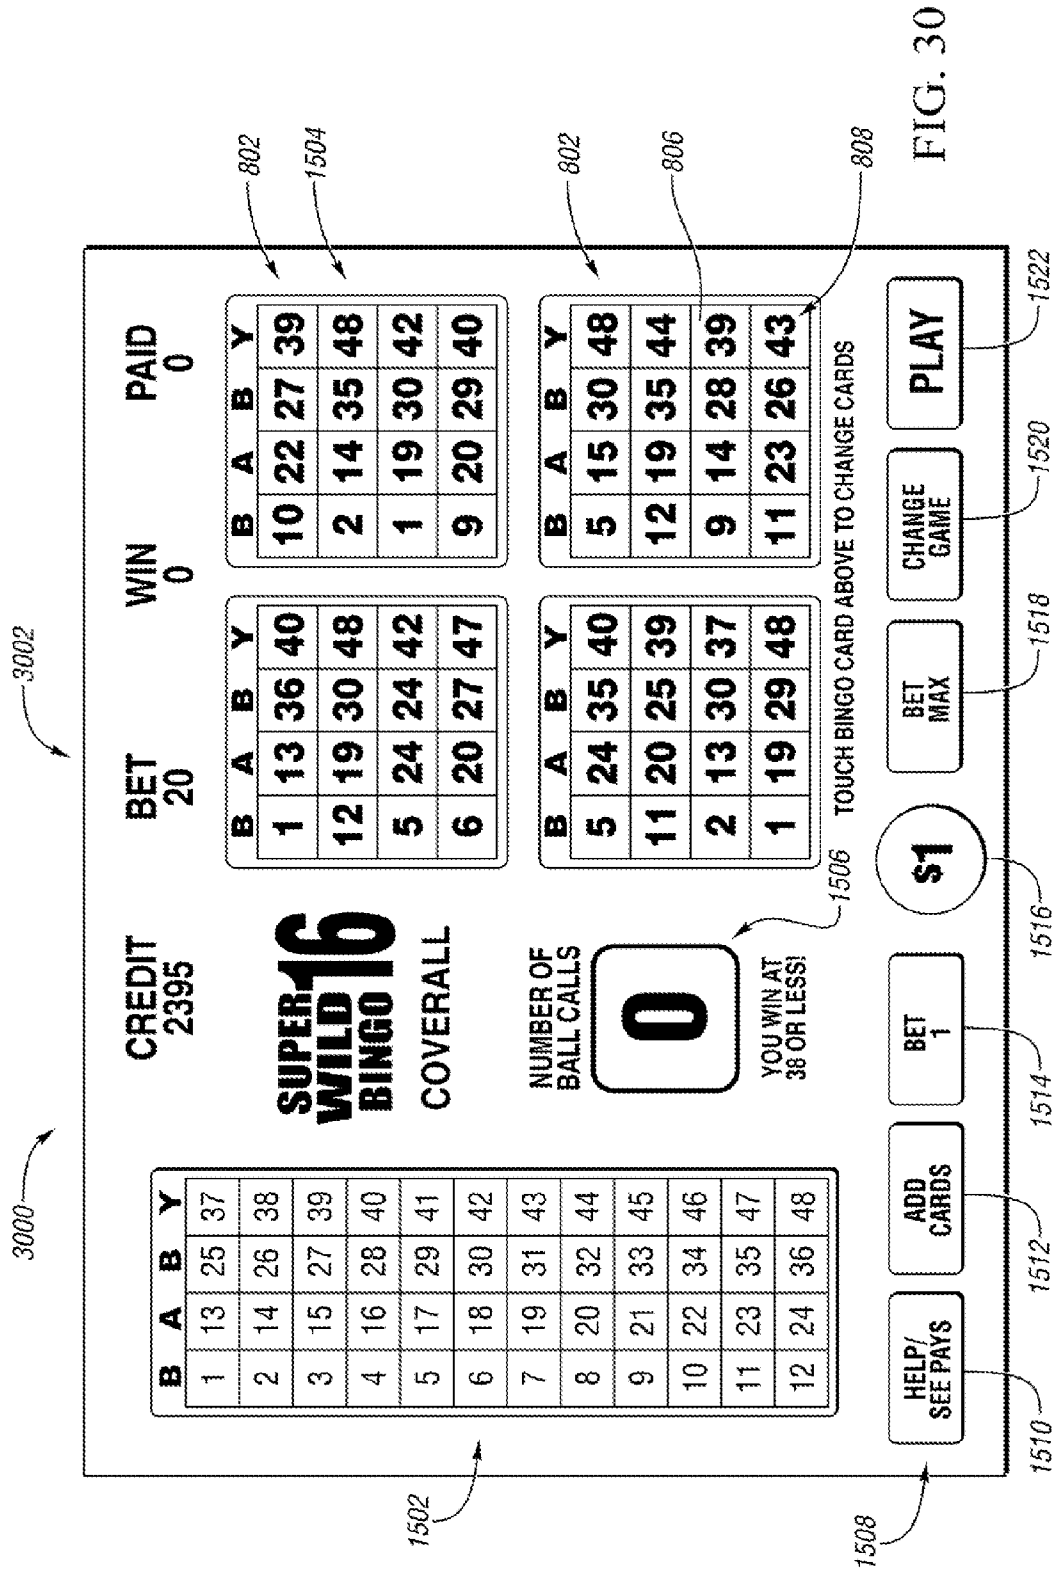 3000
3002
CREDIT
2395
BET
20
WIN
0
PAID
0
B A B Y
1 13 25 37
2 14 26 38
3 15 27 39
4 16 28 40
5 17 29 41
6 18 30 42
7 19 31 43
8 20 32 44
9 21 33 45
10 22 34 46
11 23 35 47
12 24 36 48
1502
SUPER
WILD
BINGO
16
COVERALL
NUMBER OF
BALL CALLS
0
YOU WIN AT
38 OR LESS!
1506
B A B Y
1 13 36 40
12 19 30 48
5 24 24 42
6 20 27 47
B A B Y
10 22 27 39
2 14 35 48
1 19 30 42
9 20 29 40
802
1504
B A B Y
5 24 35 40
11 20 25 39
2 13 30 37
1 19 29 48
B A B Y
5 15 30 48
12 19 35 44
9 14 28 39
11 23 26 43
802
806
808
TOUCH BINGO CARD ABOVE TO CHANGE CARDS
1508
HELP/
SEE PAYS
ADD
CARDS
BET
1
$1
BET
MAX
CHANGE
GAME
PLAY
1510
1512
1514
1516
1518
1520
1522
FIG. 30